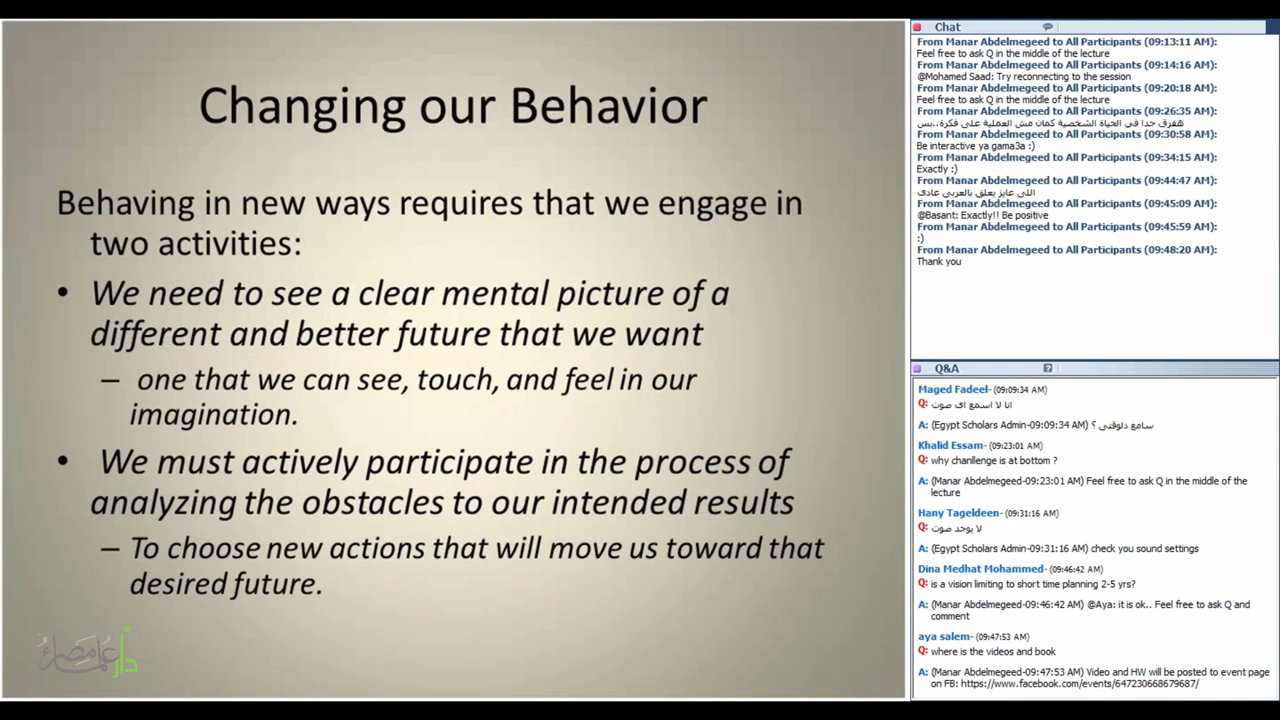 Changing our Behavior
Behaving in new ways requires that we engage in
two activities:
• We need to see a clear mental picture of a
different and better future that we want
– one that we can see, touch, and feel in our
imagination.
• We must actively participate in the process of
analyzing the obstacles to our intended results
– To choose new actions that will move us toward that
desired future.
Chat
From Manar Abdelmegeed to All Participants (09:13:11 AM):
Feel free to ask Q in the middle of the lecture
From Manar Abdelmegeed to All Participants (09:14:16 AM):
@Mohamed Saad: Try reconnecting to the session
From Manar Abdelmegeed to All Participants (09:20:18 AM):
Feel free to ask Q in the middle of the lecture
From Manar Abdelmegeed to All Participants (09:26:35 AM):
هتفرق جدا في الحياة الشخصية كمان مش العملية علي فكرة..بس
From Manar Abdelmegeed to All Participants (09:30:58 AM):
Be interactive ya gama3a :)
From Manar Abdelmegeed to All Participants (09:34:15 AM):
Exactly :)
From Manar Abdelmegeed to All Participants (09:44:47 AM):
اللي عايز يعلق بالعربي عادي
From Manar Abdelmegeed to All Participants (09:45:09 AM):
@Basant: Exactly!! Be positive
From Manar Abdelmegeed to All Participants (09:45:59 AM):
:)
From Manar Abdelmegeed to All Participants (09:48:20 AM):
Thank you
Q&A
Maged Fadeel- (09:09:34 AM)
Q: انا لا اسمع اى صوت
A: (Egypt Scholars Admin-09:09:34 AM) سامع دلوقتى ؟
Khalid Essam- (09:23:01 AM)
Q: why chanllenge is at bottom ?
A: (Manar Abdelmegeed-09:23:01 AM) Feel free to ask Q in the middle of the
lecture
Hany Tageldeen- (09:31:16 AM)
Q: لا يوجد صوت
A: (Egypt Scholars Admin-09:31:16 AM) check you sound settings
Dina Medhat Mohammed- (09:46:42 AM)
Q: is a vision limiting to short time planning 2-5 yrs?
A: (Manar Abdelmegeed-09:46:42 AM) @Aya: it is ok.. Feel free to ask Q and
comment
aya salem- (09:47:53 AM)
Q: where is the videos and book
A: (Manar Abdelmegeed-09:47:53 AM) Video and HW will be posted to event page
on FB: https://www.facebook.com/events/647230668679687/